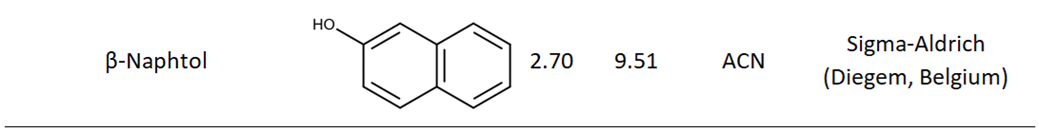 HO
β-Naphtol
2.70
9.51
ACN
Sigma-Aldrich
(Diegem, Belgium)